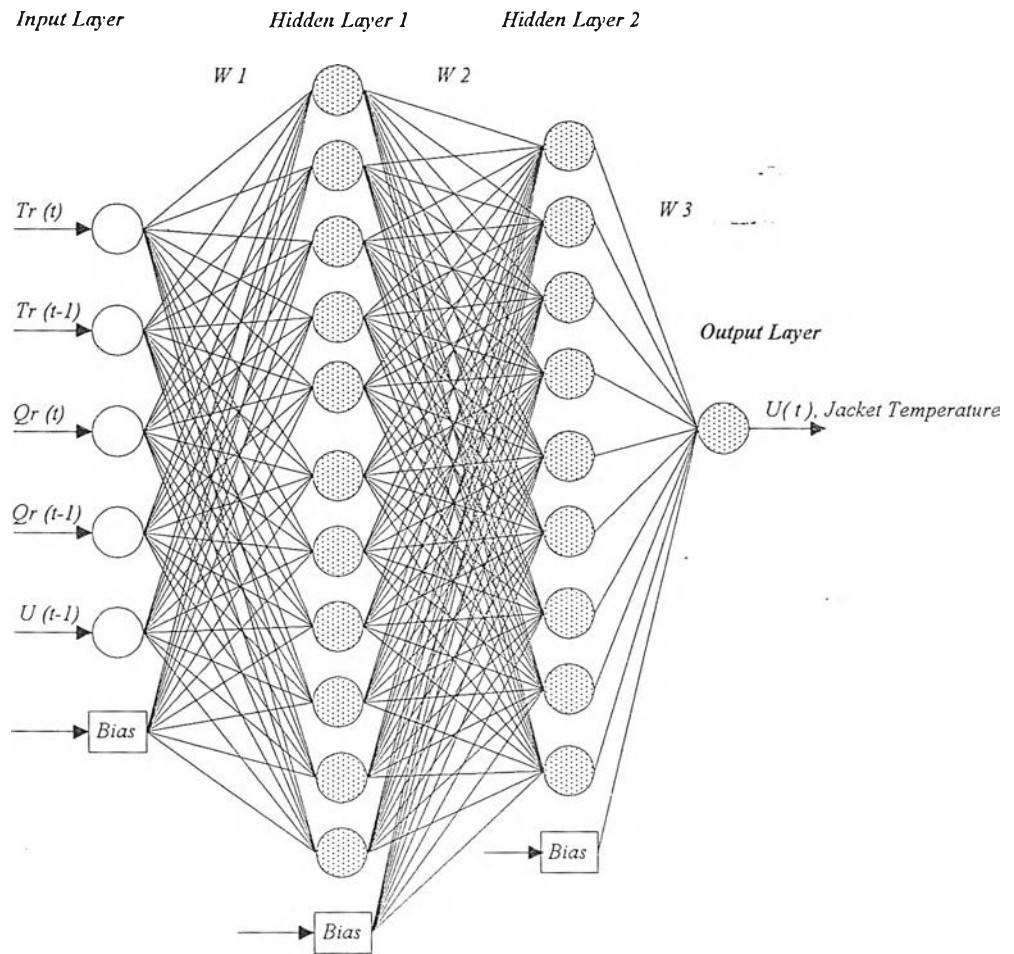 Input Layer
Hidden Layer 1
Hidden Layer 2
W 1
W 2
W 3
Tr (t)
Tr (t-1)
Qr (t)
Qr (t-1)
U (t-1)
Bias
Bias
Bias
Output Layer
U( t ), Jacket Temperature